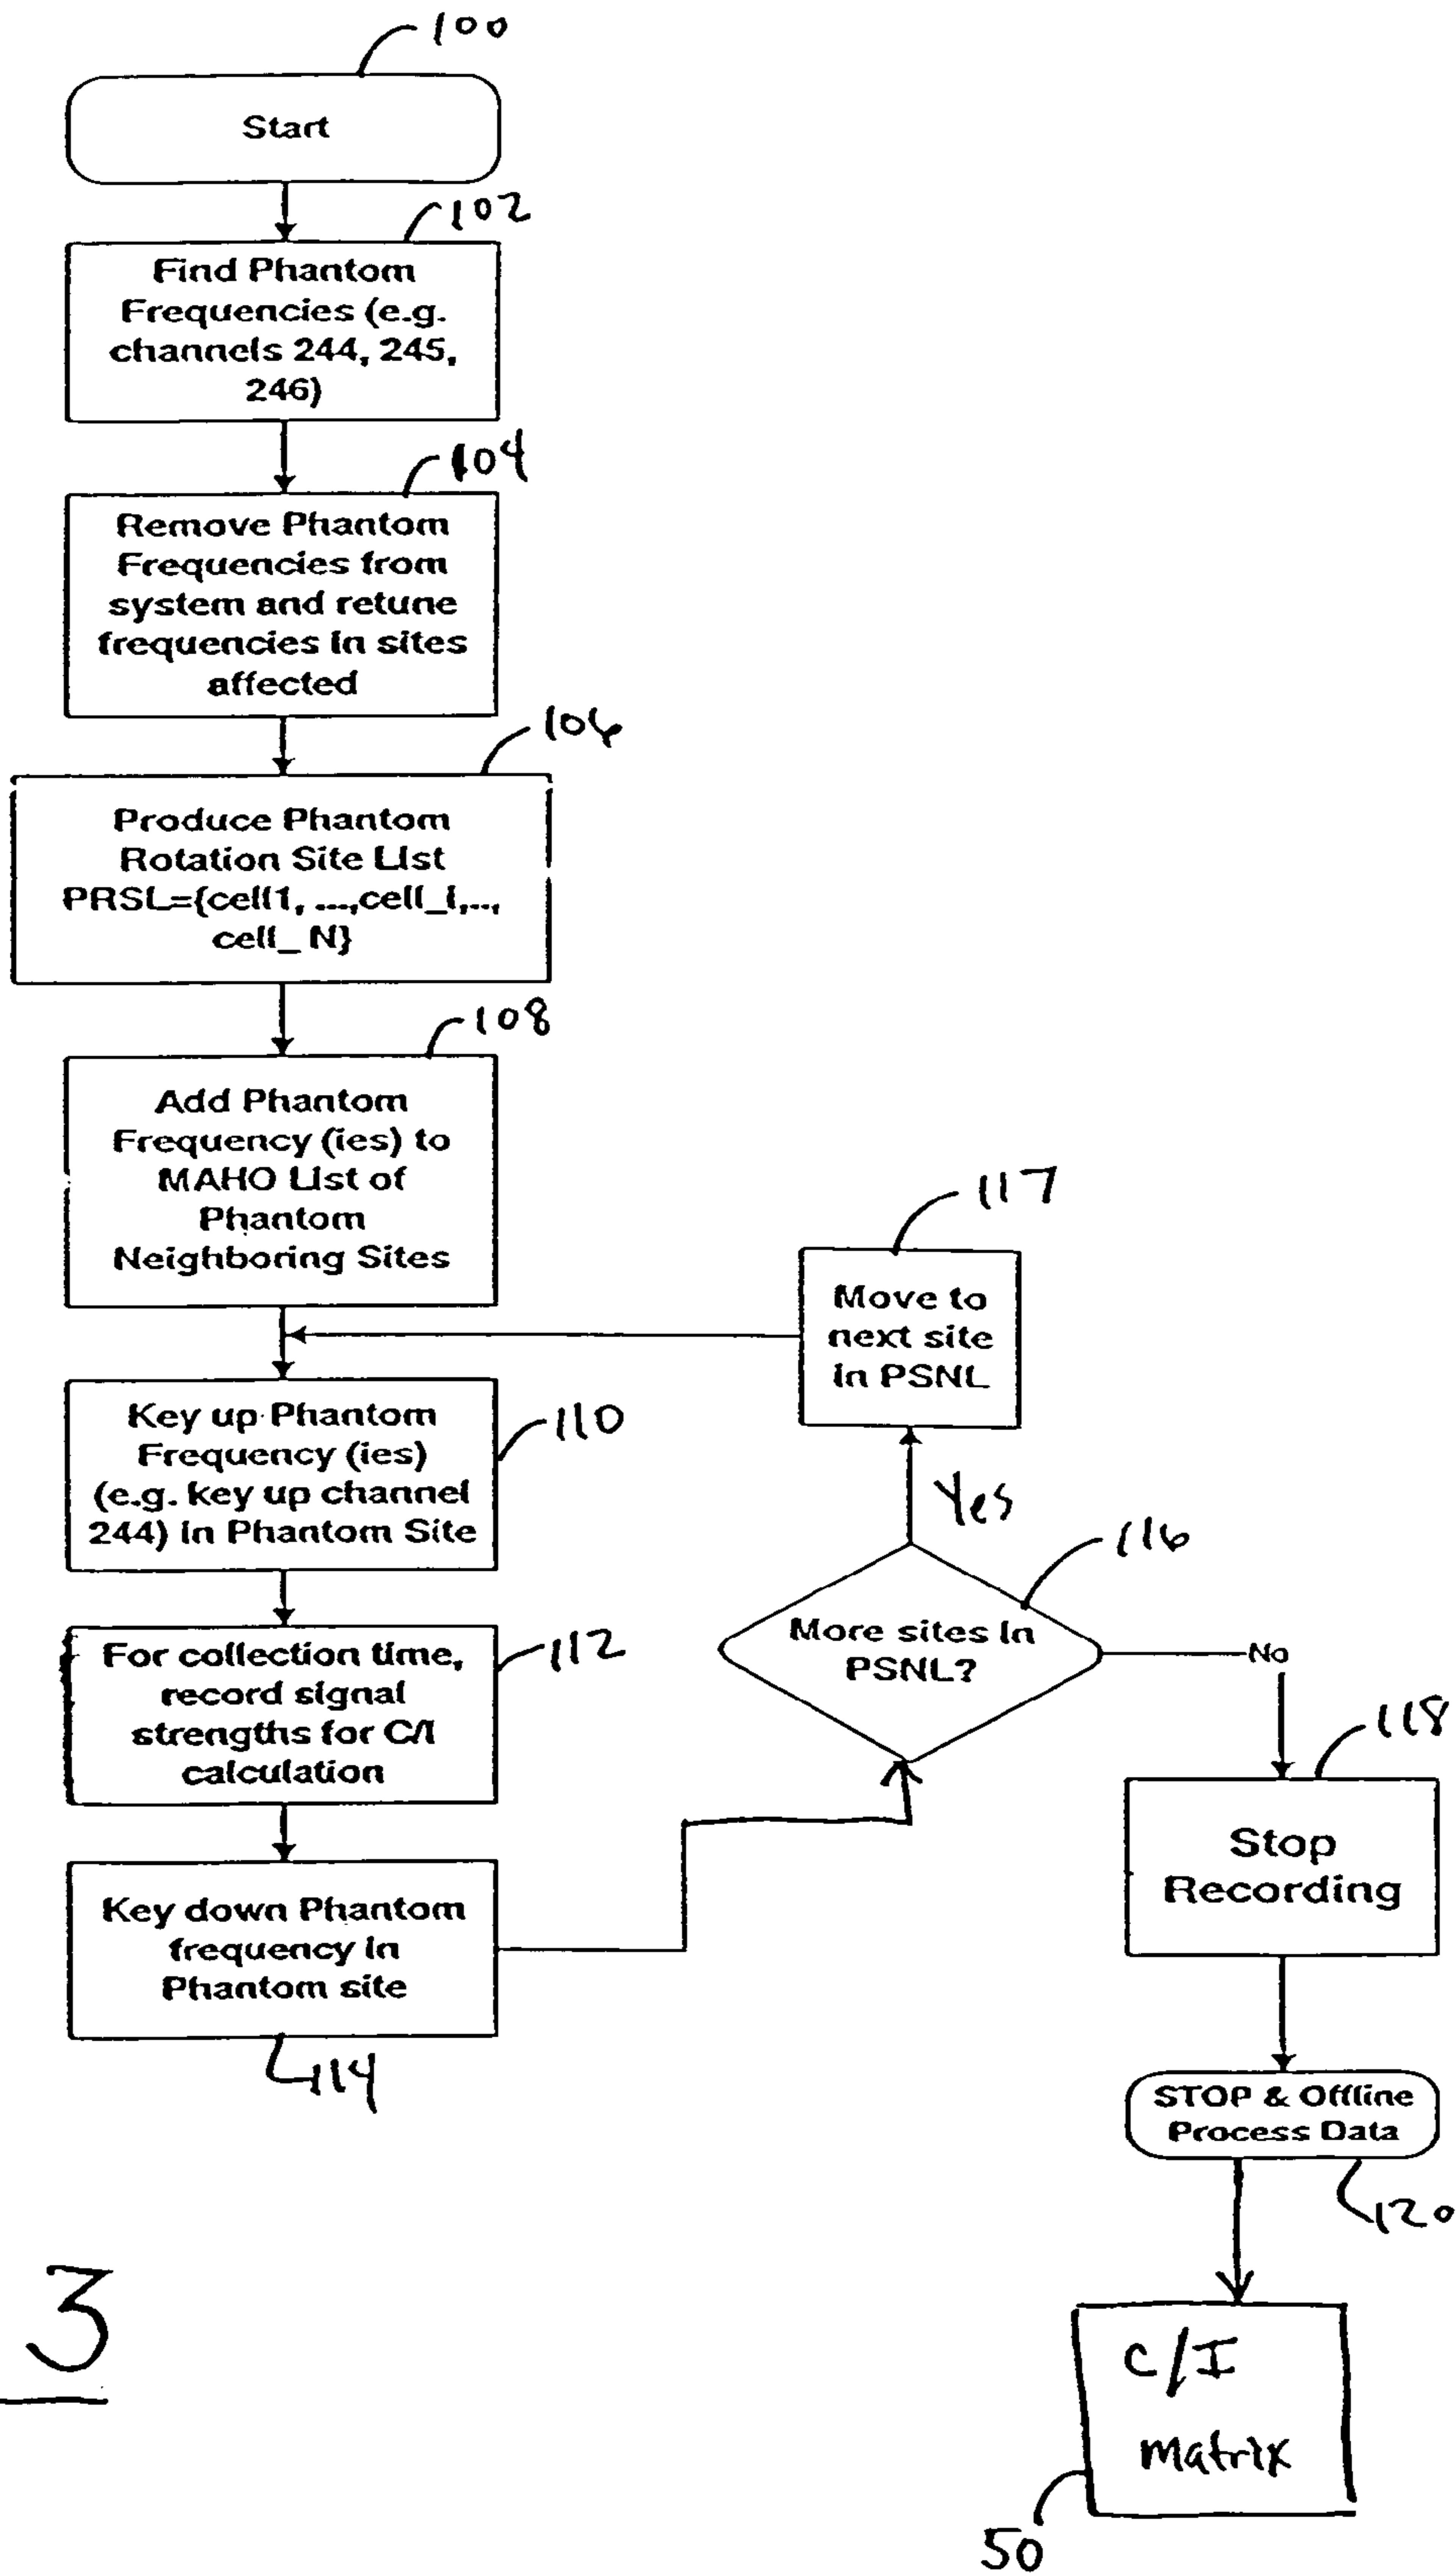 100
Start
102
Find Phantom
Frequencies (e.g.
channels 244, 245,
246)
104
Remove Phantom
Frequencies from
system and retune
frequencies in sites
affected
106
Produce Phantom
Rotation Site List
PRSL={cell1, ...,cell_i,..,
cell_ N}
108
Add Phantom
Frequency (ies) to
MAHO List of
Phantom
Neighboring Sites
117
Move to
next site
in PSNL
Key up Phantom
Frequency (ies)
(e.g. key up channel
244) in Phantom Site
110
Yes
116
More sites in
PSNL?
No
For collection time,
record signal
strengths for C/I
calculation
112
118
Stop
Recording
Key down Phantom
frequency in
Phantom site
114
STOP & Offline
Process Data
120
3
C/I
Matrix
50